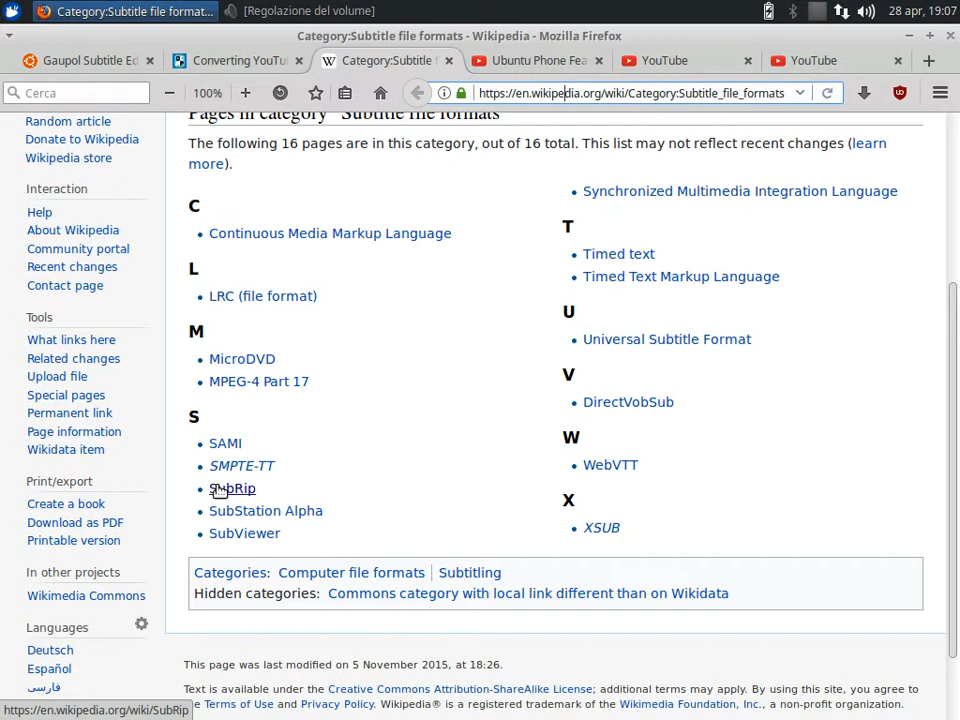 Category:Subtitle file format...
[Regolazione del volume]
28 apr, 19:07
Category:Subtitle file formats - Wikipedia - Mozilla Firefox
Gaupol Subtitle Ed
Converting YouTu
Category:Subtitle f
Ubuntu Phone Fea
YouTube
YouTube
Cerca
100%
https://en.wikipedia.org/wiki/Category:Subtitle_file_formats
Random article
Donate to Wikipedia
Wikipedia store
Interaction
Help
About Wikipedia
Community portal
Recent changes
Contact page
Tools
What links here
Related changes
Upload file
Special pages
Permanent link
Page information
Wikidata item
Print/export
Create a book
Download as PDF
Printable version
In other projects
Wikimedia Commons
Languages
Deutsch
Español
فارسی
Pages in category "Subtitle file formats"
The following 16 pages are in this category, out of 16 total. This list may not reflect recent changes (learn
more).
C
Continuous Media Markup Language
L
LRC (file format)
M
MicroDVD
MPEG-4 Part 17
S
SAMI
SMPTE-TT
SubRip
SubStation Alpha
SubViewer
Synchronized Multimedia Integration Language
T
Timed text
Timed Text Markup Language
U
Universal Subtitle Format
V
DirectVobSub
W
WebVTT
X
XSUB
Categories: Computer file formats | Subtitling
Hidden categories: Commons category with local link different than on Wikidata
This page was last modified on 5 November 2015, at 18:26.
Text is available under the Creative Commons Attribution-ShareAlike License; additional terms may apply. By using this site, you agree to
the Terms of Use and Privacy Policy. Wikipedia® is a registered trademark of the Wikimedia Foundation, Inc., a non-profit organization.
https://en.wikipedia.org/wiki/SubRip